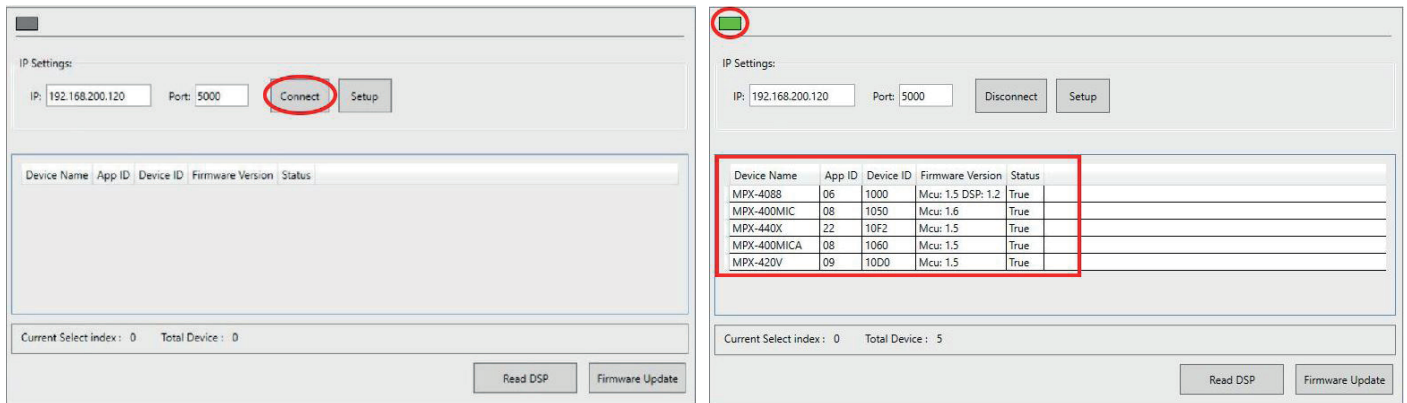 IP Settings:
IP: 192.168.200.120 Port: 5000 Connect Setup
Device Name App ID Device ID Firmware Version Status
Current Select index : 0 Total Device : 0
Read DSP Firmware Update
IP Settings:
IP: 192.168.200.120 Port: 5000 Disconnect Setup
Device Name App ID Device ID Firmware Version Status
MPX-4088 06 1000 Mcu: 1.5 DSP: 1.2 True
MPX-400MIC 08 1050 Mcu: 1.6 True
MPX-440X 22 10F2 Mcu: 1.5 True
MPX-400MICA 08 1060 Mcu: 1.5 True
MPX-420V 09 10D0 Mcu: 1.5 True
Current Select index : 0 Total Device : 5
Read DSP Firmware Update